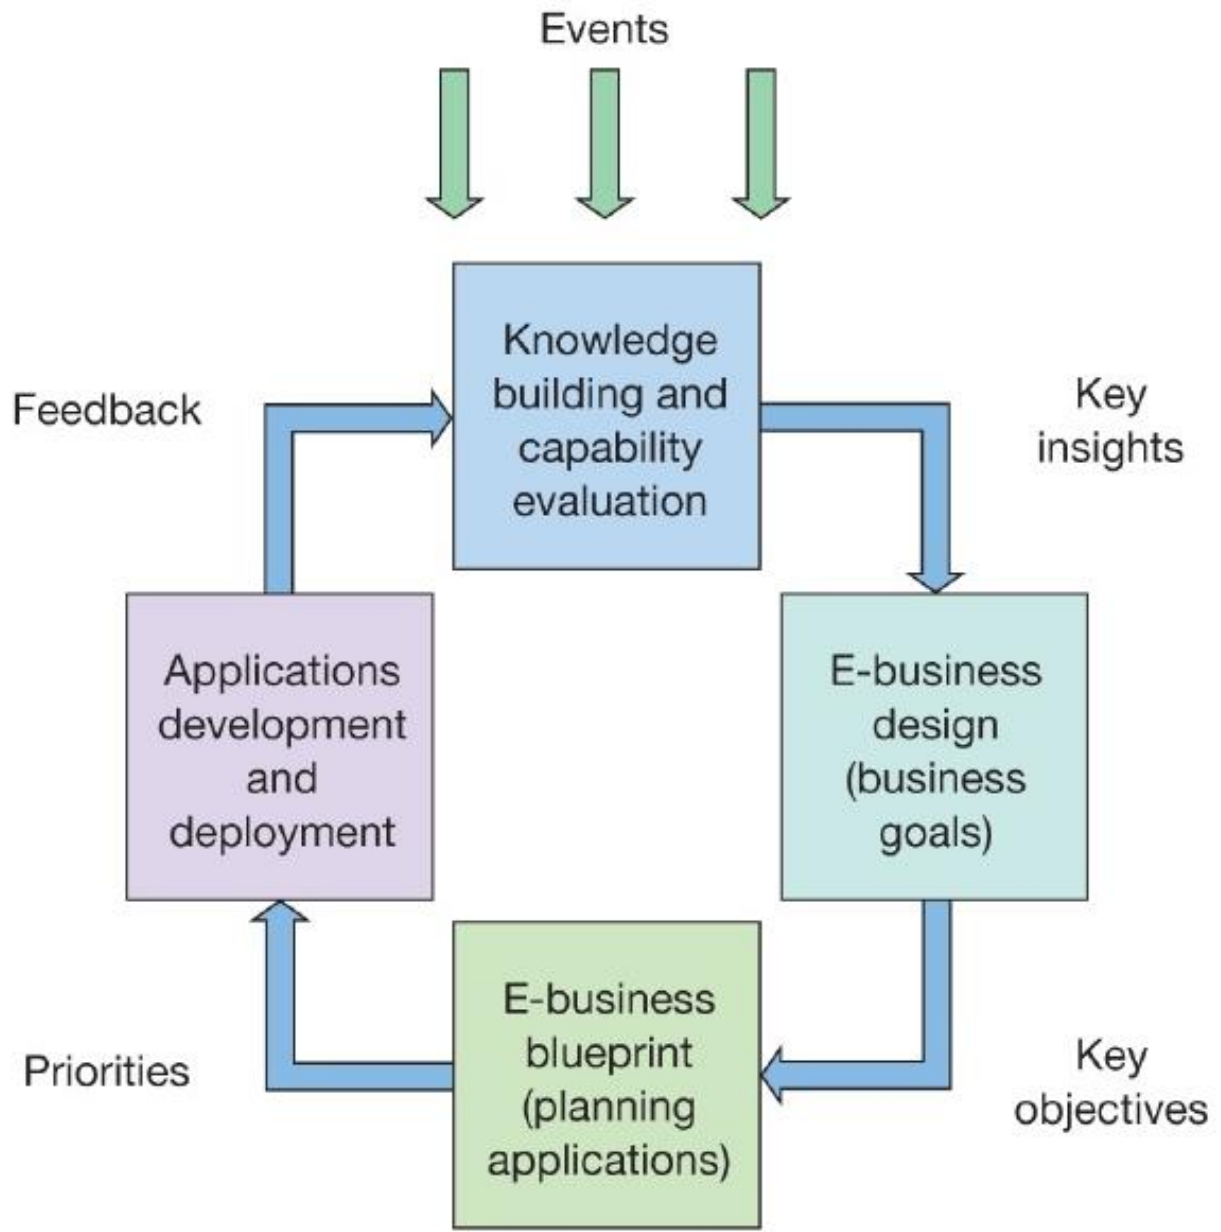 Events
Knowledge
building and
capability
evaluation
Feedback
Key
insights
Applications
development
and
deployment
E-business
design
(business
goals)
E-business
blueprint
(planning
applications)
Priorities
Key
objectives